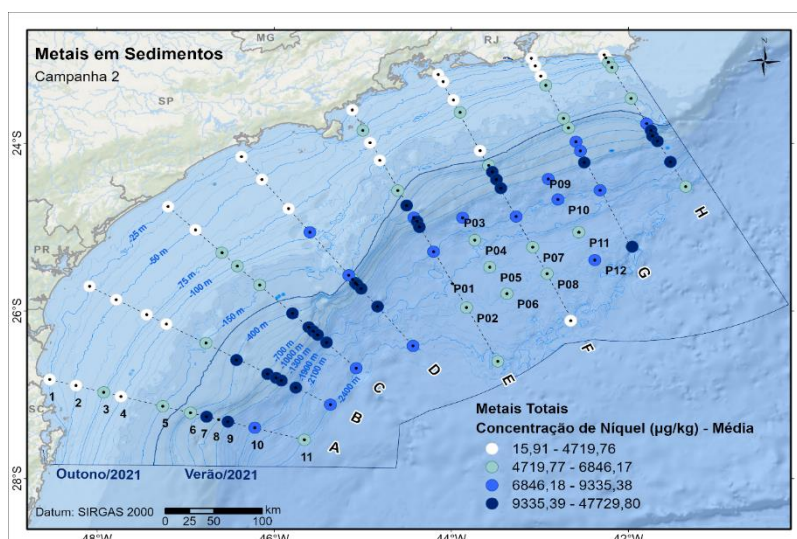 MG
RJ
Metais em Sedimentos
Campanha 2
SP
24°S
-25 m
-50 m
P09
H
P03
P10
PR
-75 m
-100 m
P04
P11
G
P07
P12
P05
-150 m
P08
26°S
-400 m
P01
P06
F
P02
-700 m
-1000 m
-1300 m
-1900 m
-2100 m
D
E
C
-2400 m
B
SC
1
2
3
4
Metais Totais
Concentração de Níquel (µg/kg) - Média
5
6
7
8
9
A
15,91 - 4719,76
10
4719,77 - 6846,17
11
6846,18 - 9335,38
Outono/2021
Verão/2021
9335,39 - 47729,80
28°S
Datum: SIRGAS 2000
km
0
25
50
100
48°W
46°W
44°W
42°W